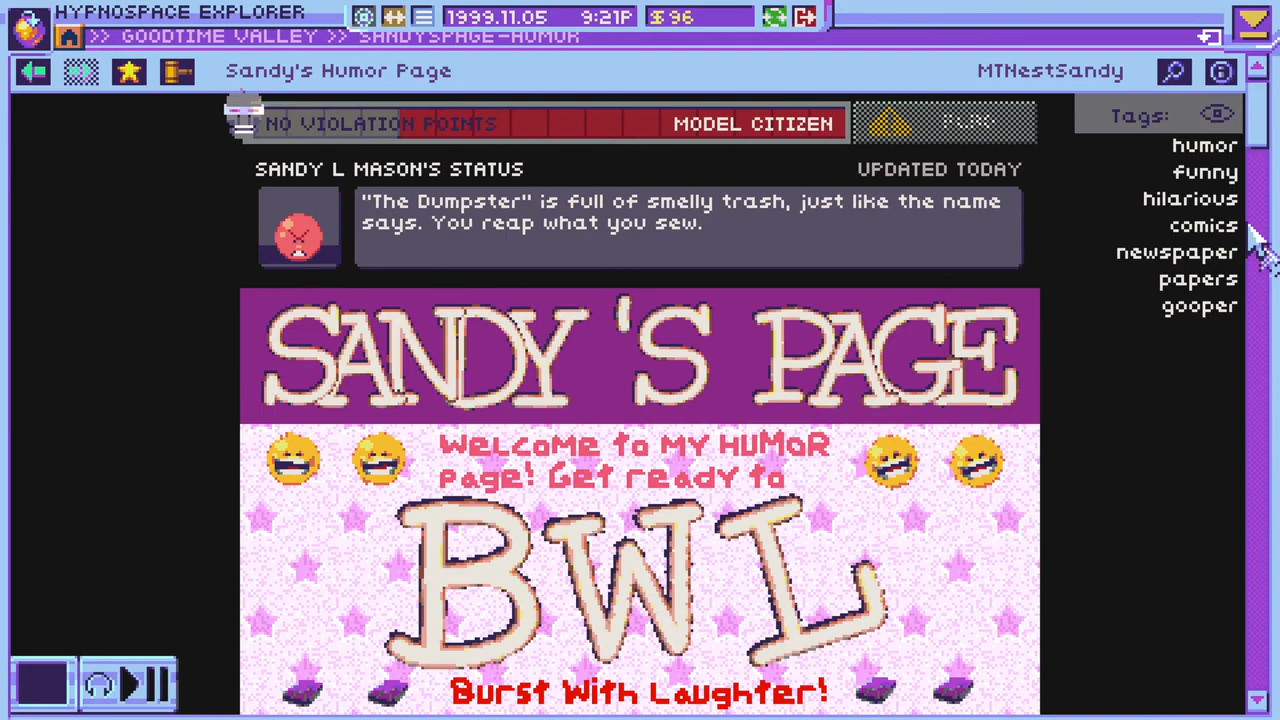 HYPNOSPACE EXPLORER
1999.11.05 9:21P 96
>> GOODTIME VALLEY >> SANDYSPAGE-HUMOR
Sandy's Humor Page
MTNestSandy
NO VIOLATION POINTS
MODEL CITIZEN
Tags:
humor
funny
hilarious
comics
newspaper
papers
gooper
SANDY L MASON'S STATUS
UPDATED TODAY
"The Dumpster" is full of smelly trash, just like the name
says. You reap what you sew.
SANDY 'S PAGE
Welcome to MY HUMOR
page! Get ready to
BWL
Burst With Laughter!